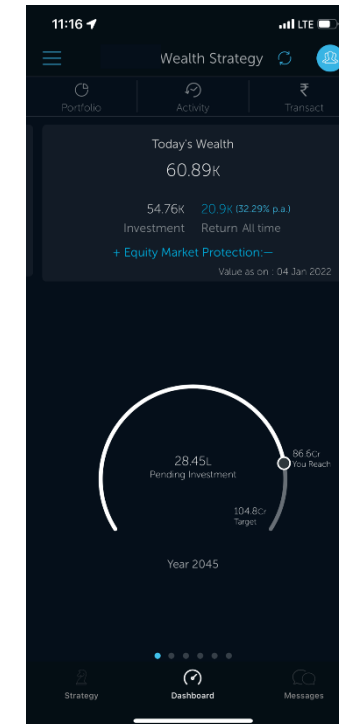 11:16 LTE
Wealth Strategy
Portfolio Activity ₹ Transact
Today's Wealth
60.89K
54.76K 20.9K (32.29% p.a.)
Investment Return All time
+ Equity Market Protection:—
Value as on : 04 Jan 2022
86.6Cr
You Reach
28.45L
Pending Investment
104.8Cr
Target
Year 2045
Strategy Dashboard Messages